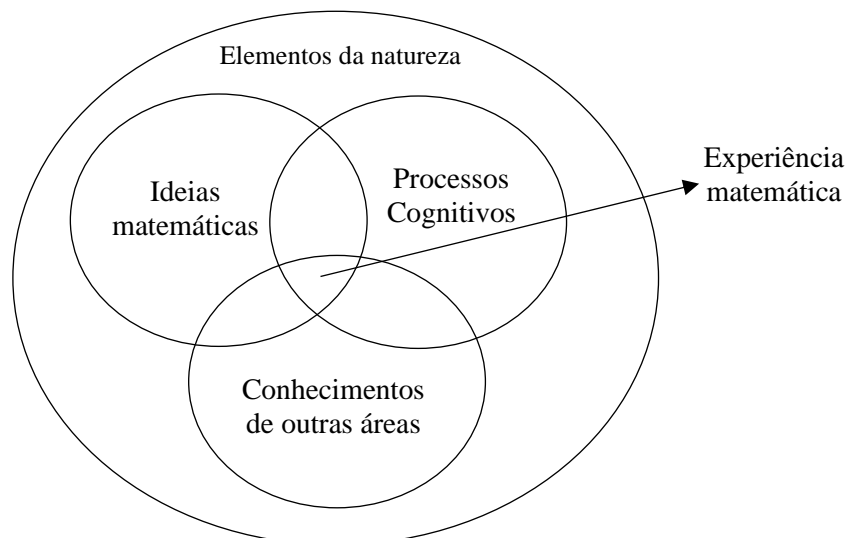 Elementos da natureza
Ideias
matemáticas
Processos
Cognitivos
Experiência
matemática
Conhecimentos
de outras áreas